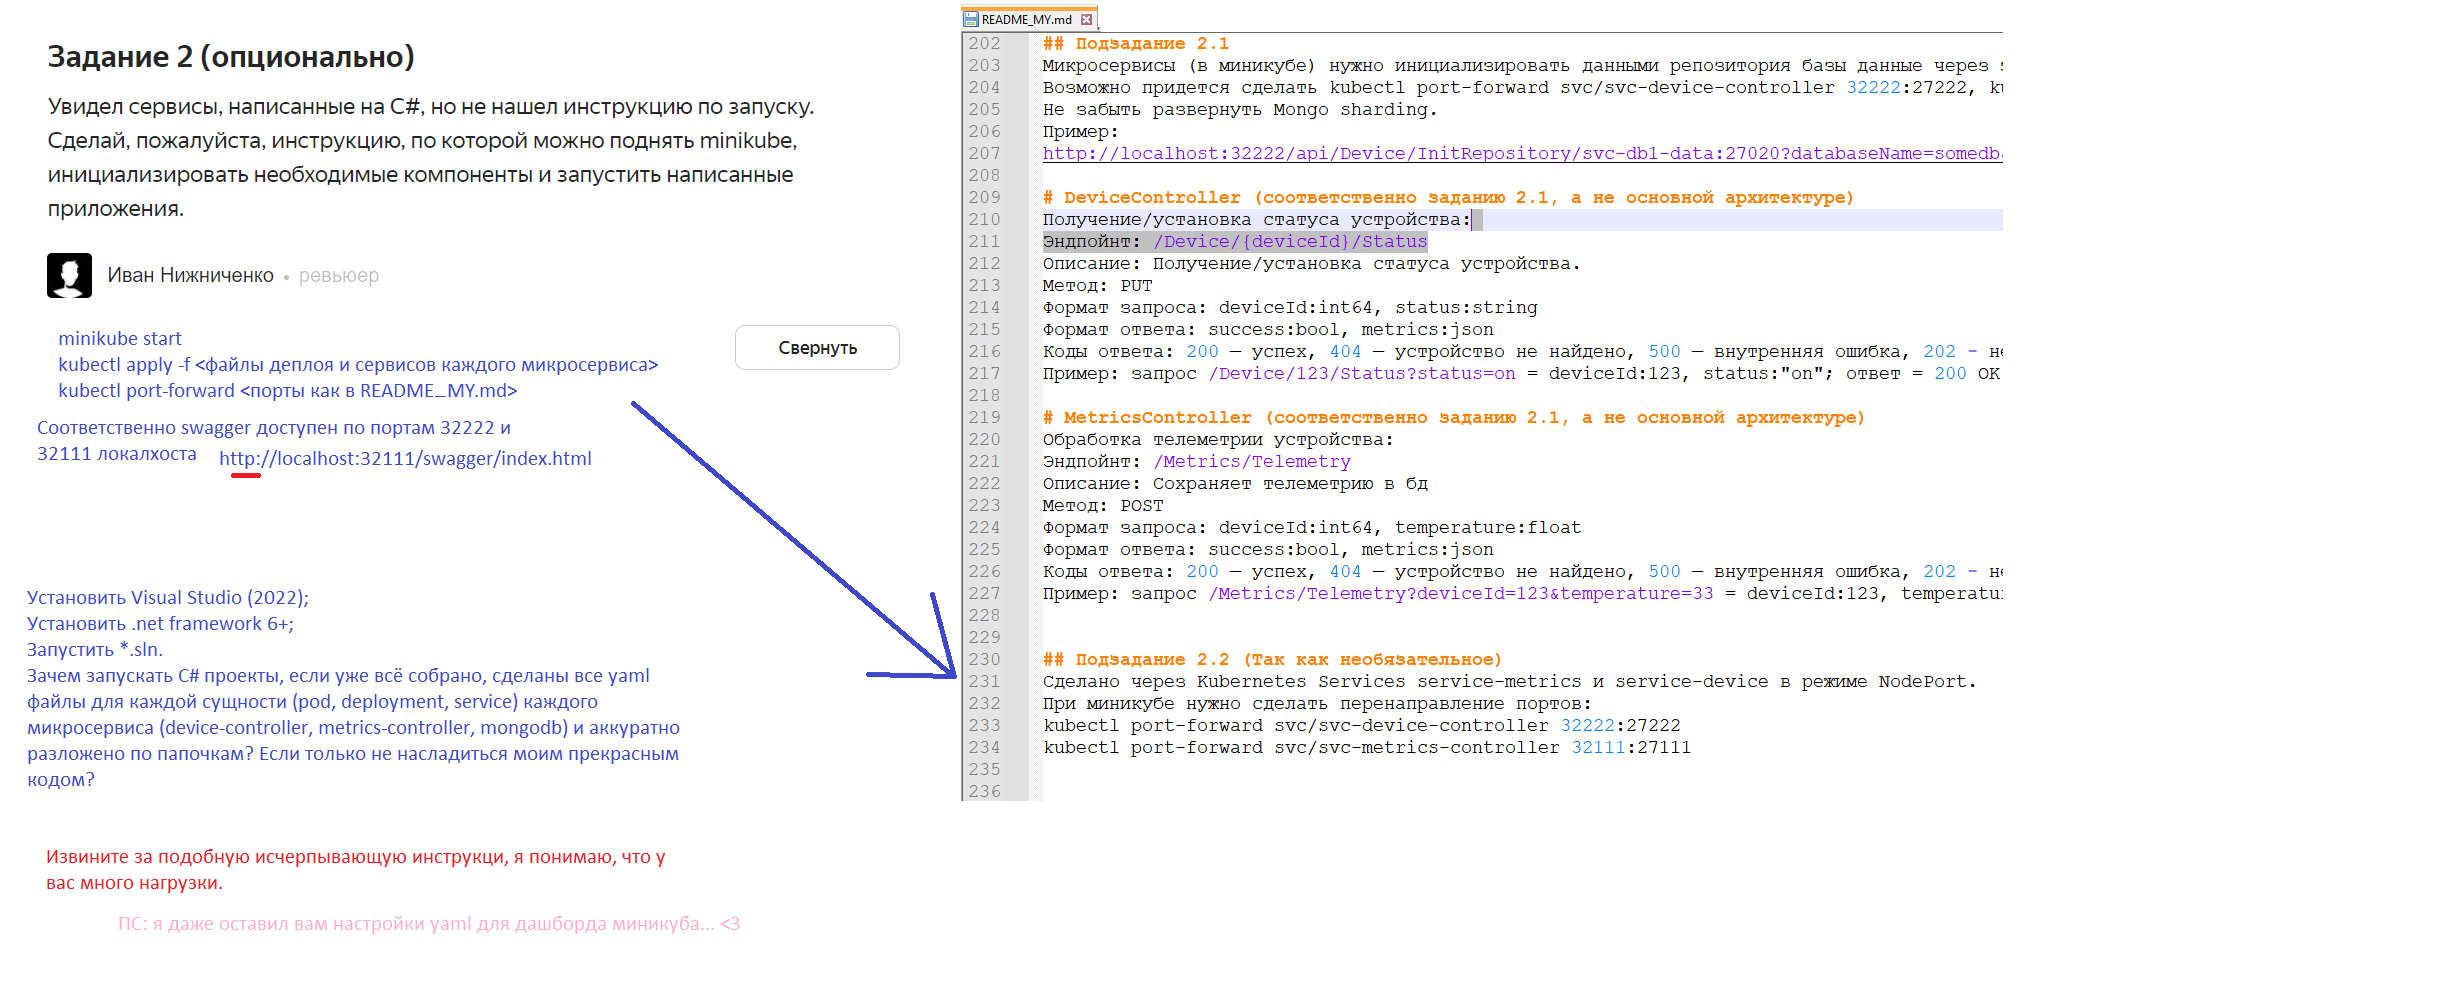 Задание 2 (опционально)
Увидел сервисы, написанные на C#, но не нашел инструкцию по запуску.
Сделай, пожалуйста, инструкцию, по которой можно поднять minikube,
инициализировать необходимые компоненты и запустить написанные
приложения.
Иван Нижниченко • ревьюер
minikube start
kubectl apply -f <файлы деплоя и сервисов каждого микросервиса>
kubectl port-forward <порты как в README_MY.md>
Свернуть
Соответственно swagger доступен по портам 32222 и
32111 локалхоста http://localhost:32111/swagger/index.html
Установить Visual Studio (2022);
Установить .net framework 6+;
Запустить *.sln.
Зачем запускать C# проекты, если уже всё собрано, сделаны все yaml
файлы для каждой сущности (pod, deployment, service) каждого
микросервиса (device-controller, metrics-controller, mongodb) и аккуратно
разложено по папочкам? Если только не насладиться моим прекрасным
кодом?
Извините за подобную исчерпывающую инструкци, я понимаю, что у
вас много нагрузки.
ПС: я даже оставил вам настройки yaml для дашборда миникуба... <3
README_MY.md
202 ## Подзадание 2.1
203 Микросервисы (в миникубе) нужно инициализировать данными репозитория базы данные через
204 Возможно придется сделать kubectl port-forward svc/svc-device-controller 32222:27222,
205 Не забыть развернуть Mongo sharding.
206 Пример:
207 http://localhost:32222/api/Device/InitRepository/svc-db1-data:27020?databaseName=somedb
208
209 # DeviceController (соответственно заданию 2.1, а не основной архитектуре)
210 Получение/установка статуса устройства:
211 Эндпойнт: /Device/{deviceId}/Status
212 Описание: Получение/установка статуса устройства.
213 Метод: PUT
214 Формат запроса: deviceId:int64, status:string
215 Формат ответа: success:bool, metrics:json
216 Коды ответа: 200 — успех, 404 — устройство не найдено, 500 — внутренняя ошибка, 202 - не
217 Пример: запрос /Device/123/Status?status=on = deviceId:123, status:"on"; ответ = 200 OK
218
219 # MetricsController (соответственно заданию 2.1, а не основной архитектуре)
220 Обработка телеметрии устройства:
221 Эндпойнт: /Metrics/Telemetry
222 Описание: Сохраняет телеметрию в бд
223 Метод: POST
224 Формат запроса: deviceId:int64, temperature:float
225 Формат ответа: success:bool, metrics:json
226 Коды ответа: 200 — успех, 404 — устройство не найдено, 500 — внутренняя ошибка, 202 - не
227 Пример: запрос /Metrics/Telemetry?deviceId=123&temperature=33 = deviceId:123, temperatu
228
229
230 ## Подзадание 2.2 (Так как необязательное)
231 Сделано через Kubernetes Services service-metrics и service-device в режиме NodePort.
232 При миникубе нужно сделать перенаправление портов:
233 kubectl port-forward svc/svc-device-controller 32222:27222
234 kubectl port-forward svc/svc-metrics-controller 32111:27111
235
236